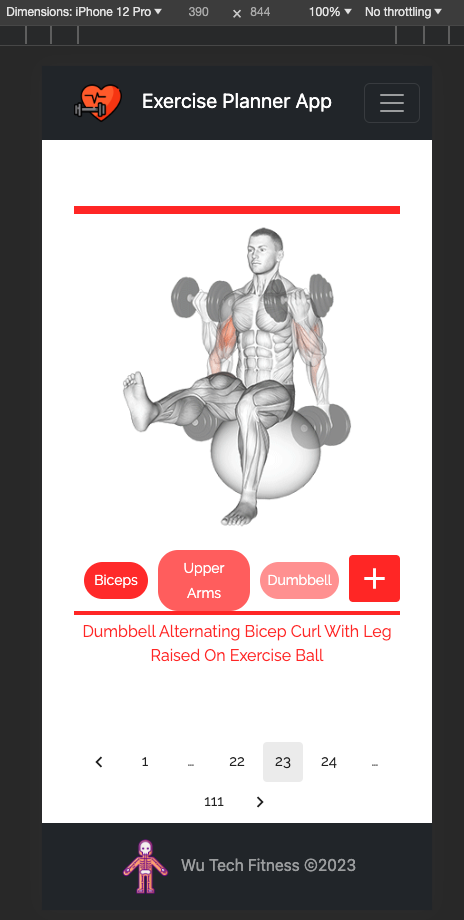 Dimensions: iPhone 12 Pro ▾ 390 × 844 100% ▾ No throttling ▾
Exercise Planner App
Biceps Upper Arms Dumbbell +
Dumbbell Alternating Bicep Curl With Leg
Raised On Exercise Ball
‹ 1 … 22 23 24 …
111 ›
Wu Tech Fitness ©2023